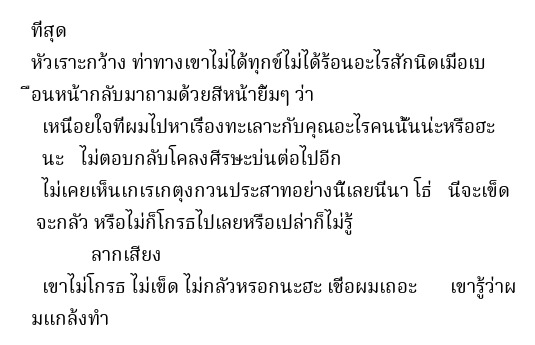 ที่สุด
หัวเราะกว้าง ท่าทางเขาไม่ได้ทุกข์ไม่ได้ร้อนอะไรสักนิดเมื่อเบ
ือนหน้ากลับมาถามด้วยสีหน้ายิ้มๆ ว่า
เหนื่อยใจที่ผมไปหาเรื่องทะเลาะกับคุณอะไรคนนั้นน่ะหรือฮะ
นะ ไม่ตอบกลับโคลงศีรษะบ่นต่อไปอีก
ไม่เคยเห็นเกเรเกตุงกวนประสาทอย่างนี้เลยนี่นา โธ่ นี่จะเข็ด
จะกลัว หรือไม่ก็โกรธไปเลยหรือเปล่าก็ไม่รู้
ลากเสียง
เขาไม่โกรธ ไม่เข็ด ไม่กลัวหรอกนะฮะ เชื่อผมเถอะ เขารู้ว่าผ
มแกล้งทำ